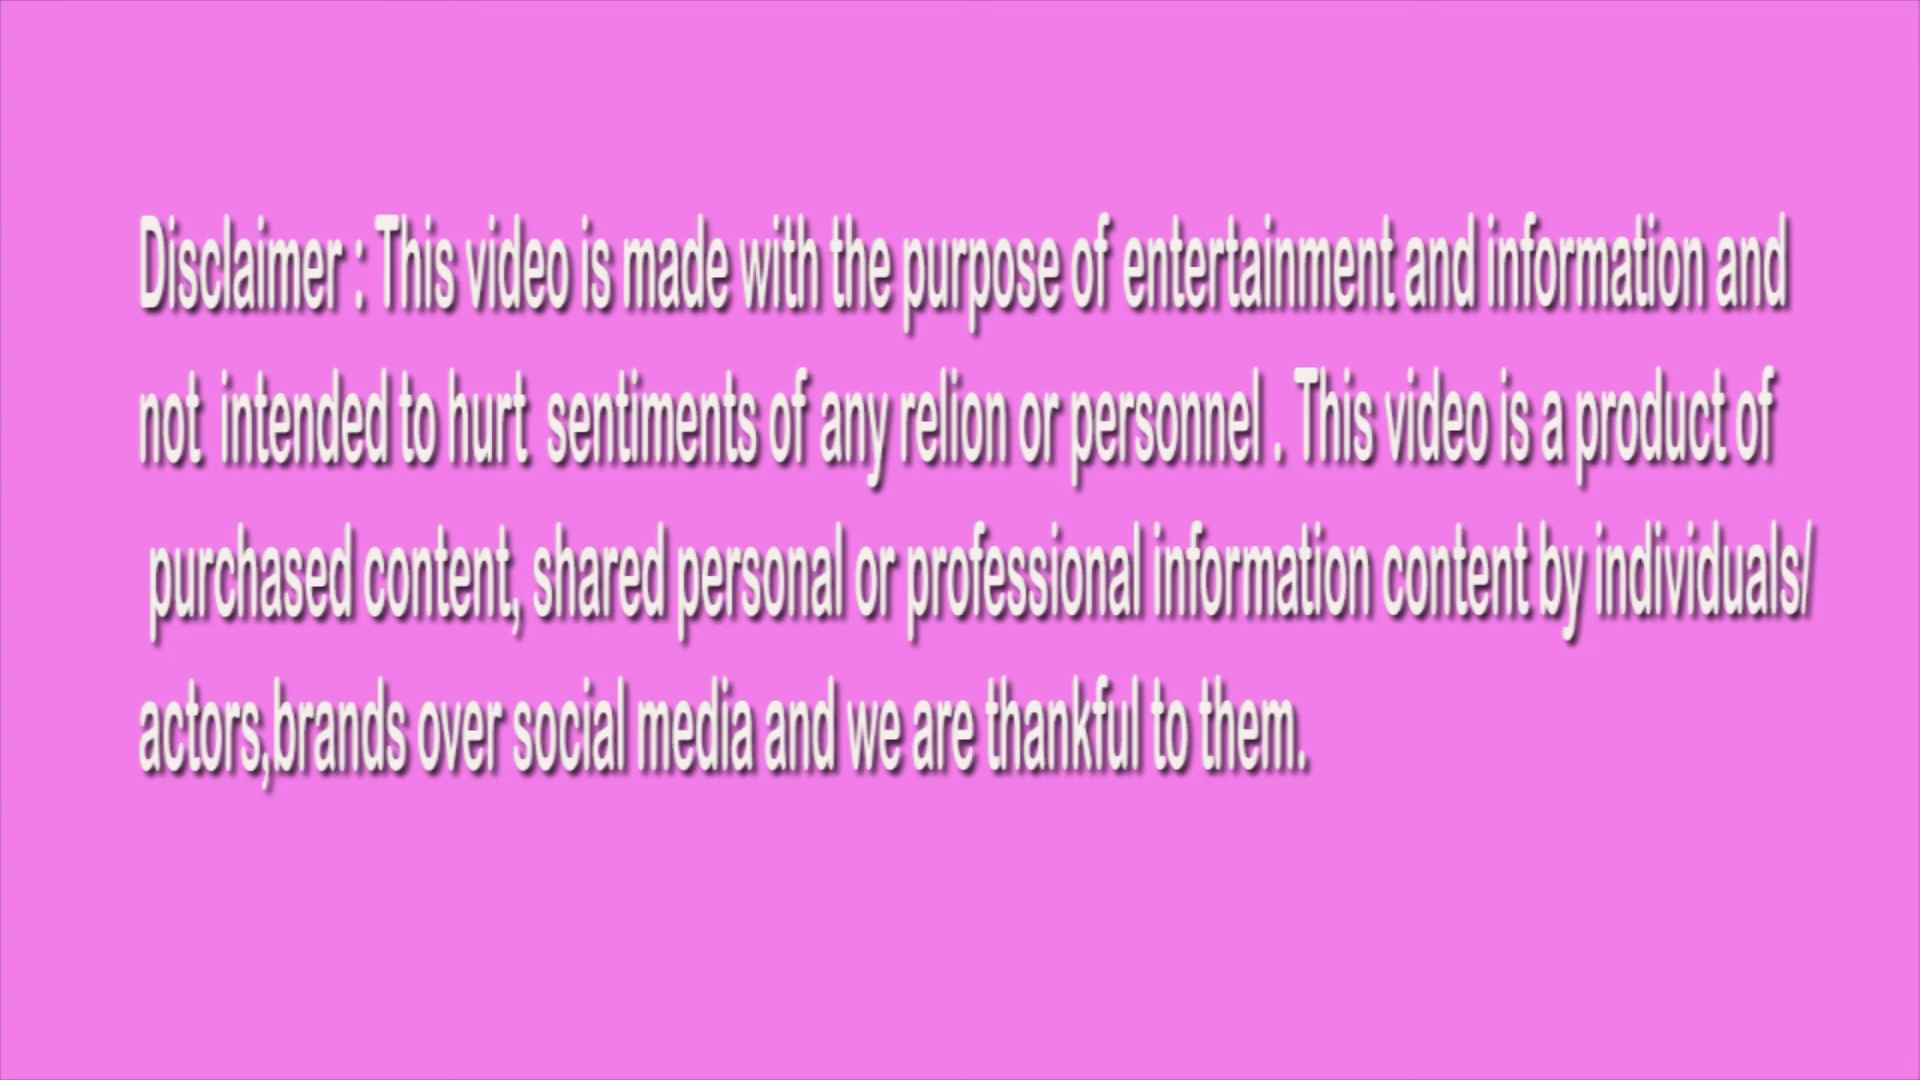 Disclaimer : This video is made with the purpose of entertainment and information and
not intended to hurt sentiments of any relion or personnel . This video is a product of
purchased content, shared personal or professional information content by individuals/
actors,brands over social media and we are thankful to them.